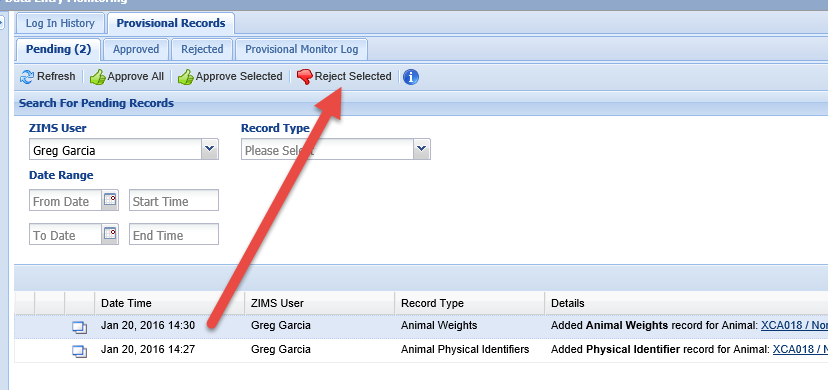 Data Entry Monitoring
Log In History Provisional Records
Pending (2) Approved Rejected Provisional Monitor Log
Refresh Approve All Approve Selected Reject Selected
Search For Pending Records
ZIMS User Record Type
Greg Garcia Please Select
Date Range
From Date Start Time
To Date End Time
Date Time ZIMS User Record Type Details
Jan 20, 2016 14:30 Greg Garcia Animal Weights Added Animal Weights record for Animal: XCA018 /
Jan 20, 2016 14:27 Greg Garcia Animal Physical Identifiers Added Physical Identifier record for Animal: XCA018 /